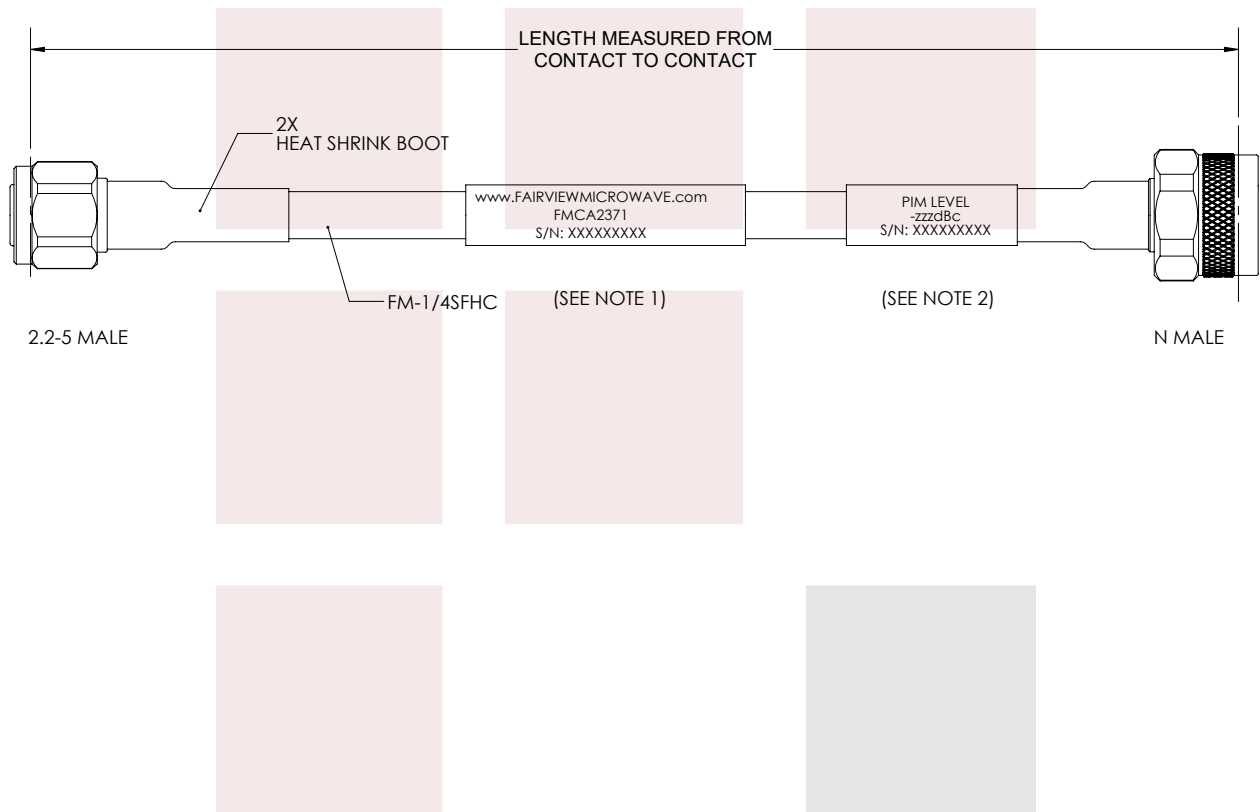 LENGTH MEASURED FROM
CONTACT TO CONTACT
2X
HEAT SHRINK BOOT
www.FAIRVIEWMICROWAVE.com
FMCA2371
S/N: XXXXXXXXX
PIM LEVEL
-zzzdBc
S/N: XXXXXXXXX
FM-1/4SFHC
(SEE NOTE 1)
(SEE NOTE 2)
2.2-5 MALE
N MALE